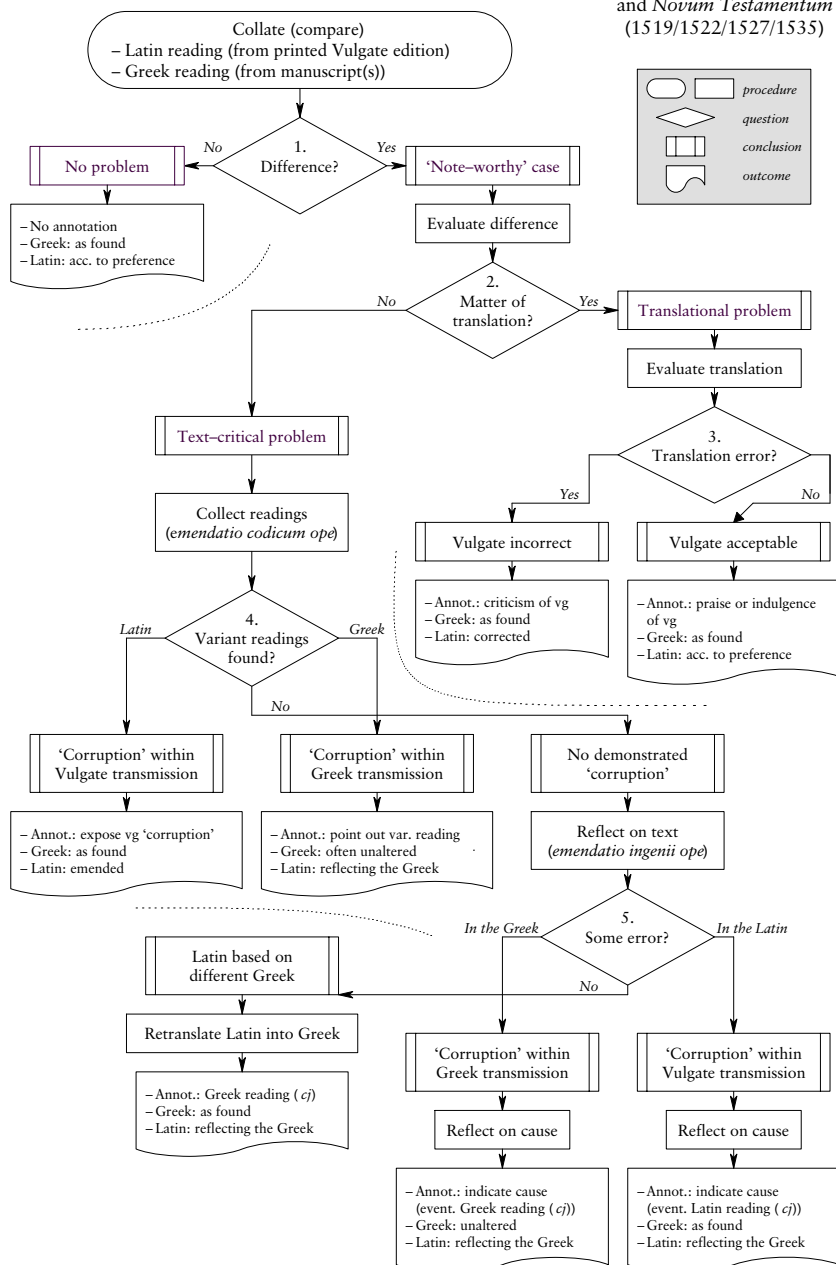 and Novum Testamentum
(1519/1522/1527/1535)
procedure
question
conclusion
outcome
Collate (compare)
– Latin reading (from printed Vulgate edition)
– Greek reading (from manuscript(s))
1.
Difference?
No
Yes
No problem
– No annotation
– Greek: as found
– Latin: acc. to preference
‘Note–worthy’ case
Evaluate difference
2.
Matter of
translation?
No
Yes
Translational problem
Evaluate translation
3.
Translation error?
Yes
No
Vulgate incorrect
– Annot.: criticism of vg
– Greek: as found
– Latin: corrected
Vulgate acceptable
– Annot.: praise or indulgence
of vg
– Greek: as found
– Latin: acc. to preference
Text–critical problem
Collect readings
(emendatio codicum ope)
4.
Variant readings
found?
Latin
Greek
No
‘Corruption’ within
Vulgate transmission
– Annot.: expose vg ‘corruption’
– Greek: as found
– Latin: emended
‘Corruption’ within
Greek transmission
– Annot.: point out var. reading
– Greek: often unaltered
– Latin: reflecting the Greek
No demonstrated
‘corruption’
Reflect on text
(emendatio ingenii ope)
5.
Some error?
In the Greek
In the Latin
No
Latin based on
different Greek
Retranslate Latin into Greek
– Annot.: Greek reading (cj)
– Greek: as found
– Latin: reflecting the Greek
‘Corruption’ within
Greek transmission
Reflect on cause
– Annot.: indicate cause
(event. Greek reading (cj))
– Greek: unaltered
– Latin: reflecting the Greek
‘Corruption’ within
Vulgate transmission
Reflect on cause
– Annot.: indicate cause
(event. Latin reading (cj))
– Greek: as found
– Latin: reflecting the Greek